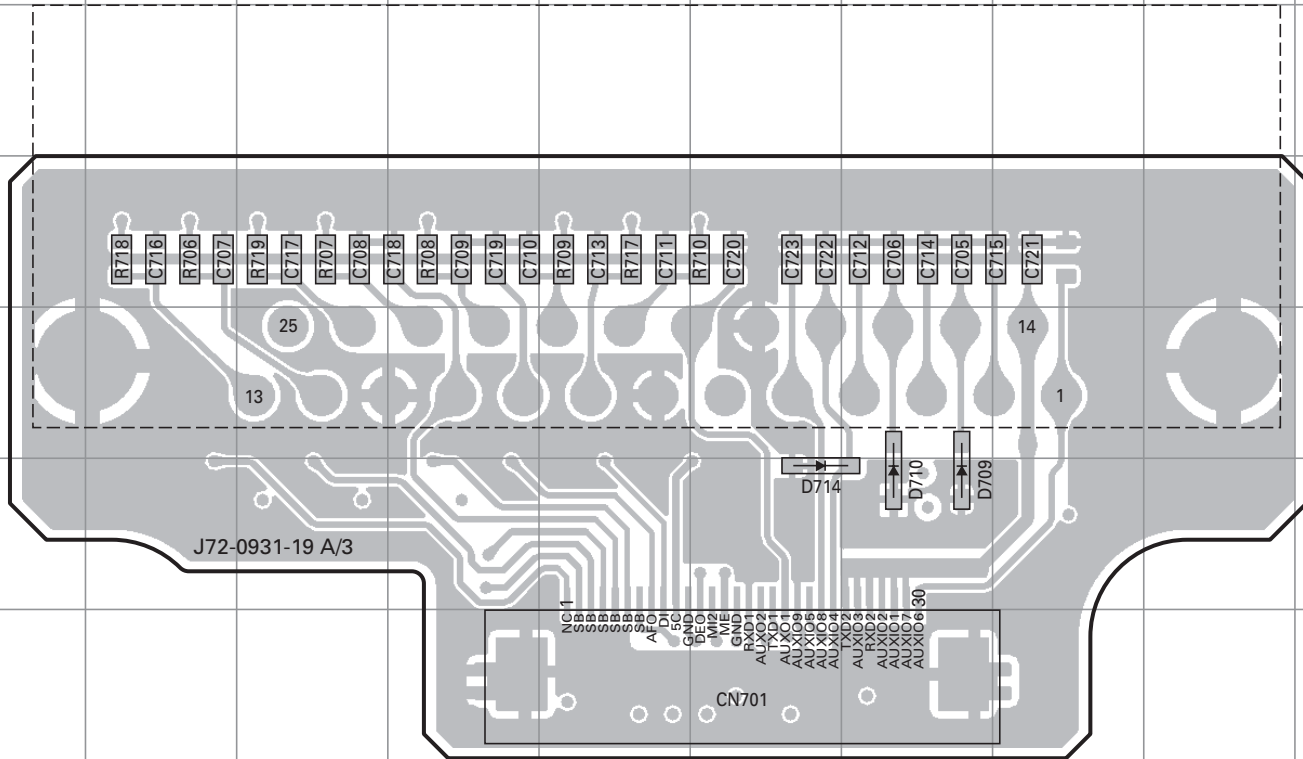 R718 C716 R706 C707 R719 C717 R707 C708 C718 R708 C709 C719 C710 R709 C713 R717 C711 R710 C720 C723 C722 C712 C706 C714 C705 C715 C721
25 14
13 1
D714 D710 D709
J72-0931-19 A/3
1 30
NC SB SB SB SB SB SB AFO DI 5C GND DEO MI2 ME GND RXD1 AUXO2 TXD1 AUXO1 AUXIO9 AUXIO5 AUXIO8 AUXIO4 TXD2 AUXIO3 RXD2 AUXIO2 AUXIO1 AUXIO7 AUXIO6
CN701